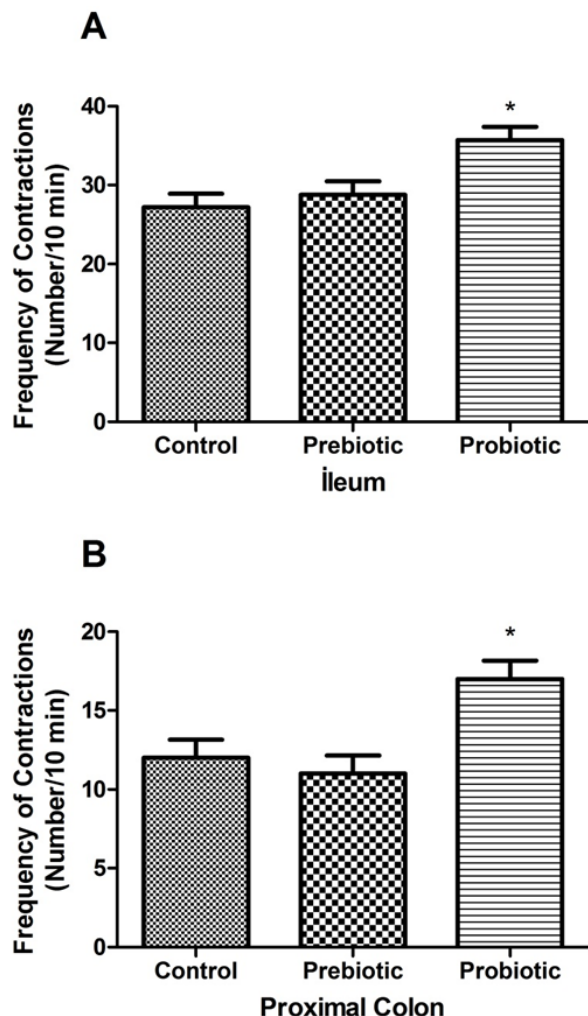 A
Frequency of Contractions
(Number/10 min)
40
30
20
10
0
*
Control Prebiotic Probiotic
İleum
B
Frequency of Contractions
(Number/10 min)
20
15
10
5
0
*
Control Prebiotic Probiotic
Proximal Colon